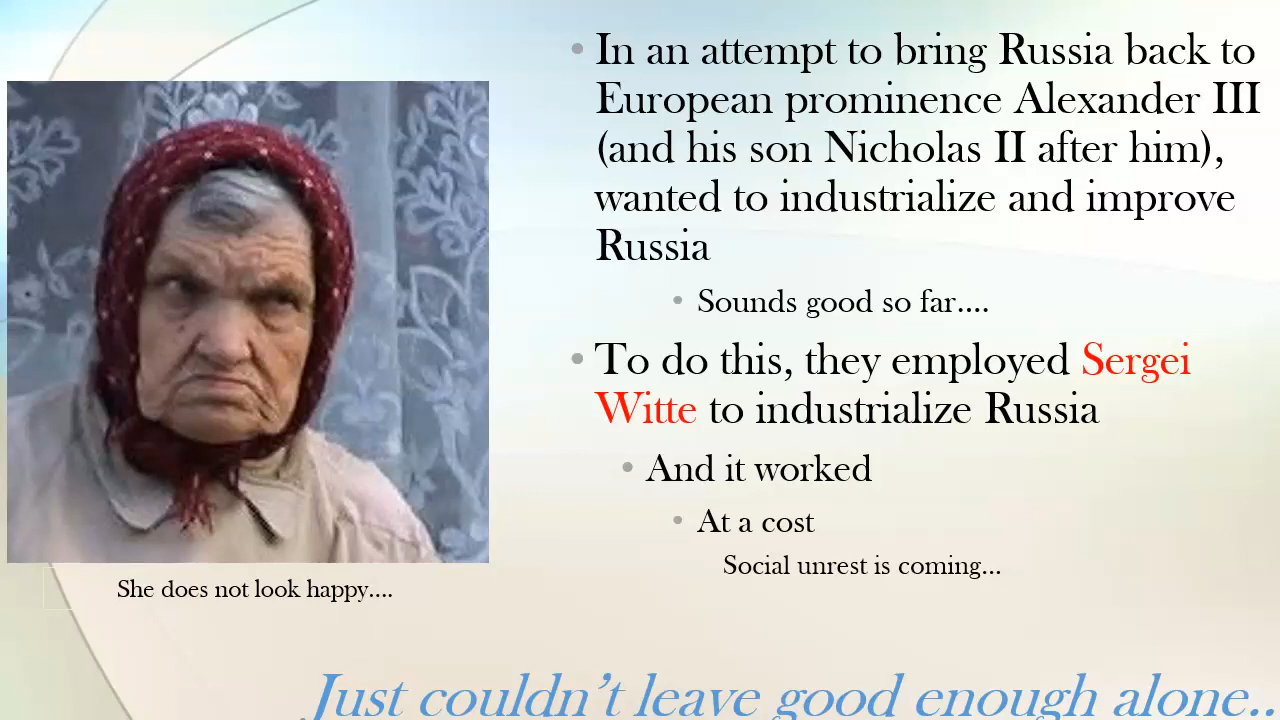 In an attempt to bring Russia back to
European prominence Alexander III
(and his son Nicholas II after him),
wanted to industrialize and improve
Russia
Sounds good so far....
To do this, they employed Sergei
Witte to industrialize Russia
And it worked
At a cost
Social unrest is coming...
She does not look happy....
Just couldn't leave good enough alone..